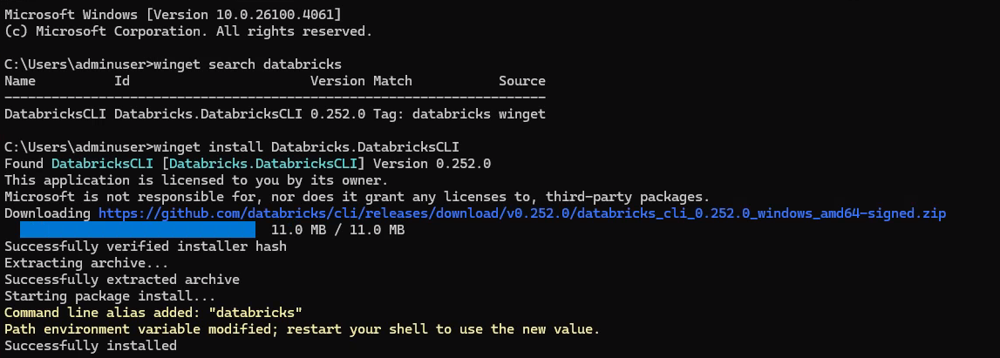 Microsoft Windows [Version 10.0.26100.4061]
(c) Microsoft Corporation. All rights reserved.
C:\Users\adminuser>winget search databricks
Name Id Version Match Source
--------------------------------------------------------------------
DatabricksCLI Databricks.DatabricksCLI 0.252.0 Tag: databricks winget
C:\Users\adminuser>winget install Databricks.DatabricksCLI
Found DatabricksCLI [Databricks.DatabricksCLI] Version 0.252.0
This application is licensed to you by its owner.
Microsoft is not responsible for, nor does it grant any licenses to, third-party packages.
Downloading https://github.com/databricks/cli/releases/download/v0.252.0/databricks_cli_0.252.0_windows_amd64-signed.zip
11.0 MB / 11.0 MB
Successfully verified installer hash
Extracting archive...
Successfully extracted archive
Starting package install...
Command line alias added: "databricks"
Path environment variable modified; restart your shell to use the new value.
Successfully installed